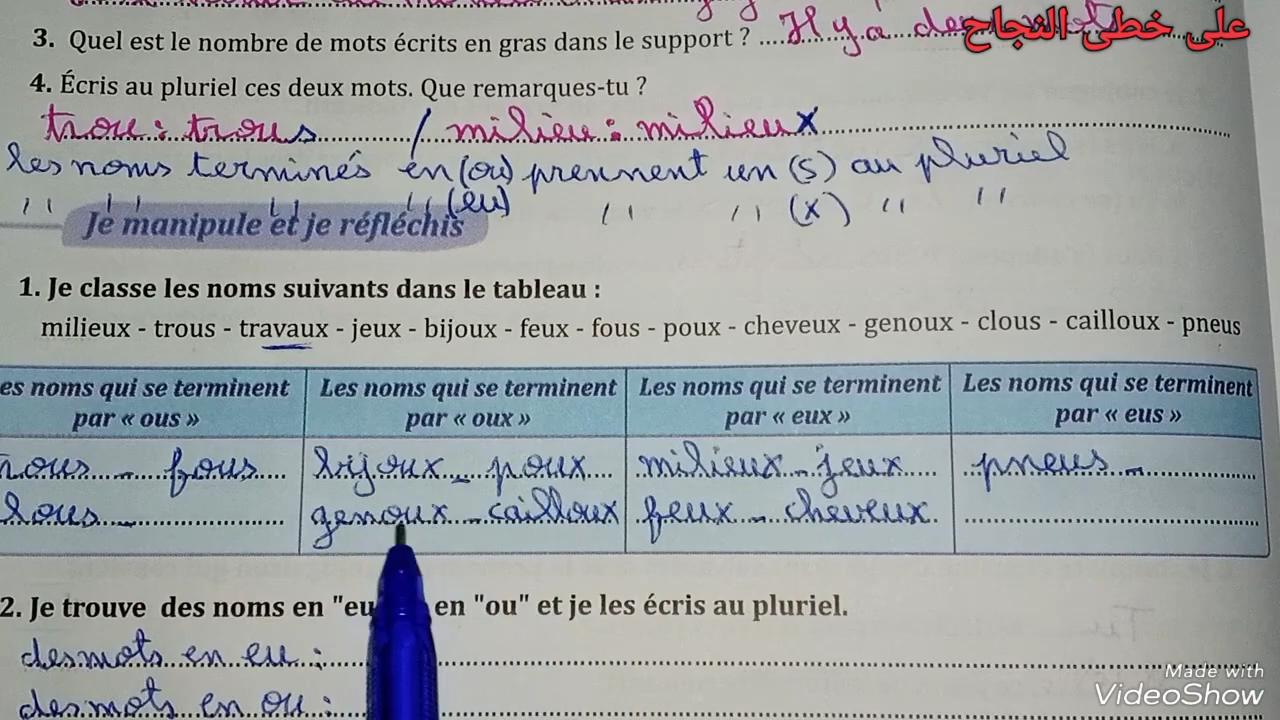 3. Quel est le nombre de mots écrits en gras dans le support ? Il y a
على خطى النجاح
4. Écris au pluriel ces deux mots. Que remarques-tu ?
trou : trous / milieu : milieux
les noms terminés en (ou) prennent un (s) au pluriel
" " " " (eu) " " (x) " "
Je manipule et je réfléchis
1. Je classe les noms suivants dans le tableau :
milieux - trous - travaux - jeux - bijoux - feux - fous - poux - cheveux - genoux - clous - cailloux - pneus
es noms qui se terminent par « ous »
Les noms qui se terminent par « oux »
Les noms qui se terminent par « eux »
Les noms qui se terminent par « eus »
rous - fous
lous -
bijoux - poux
genoux - cailloux
milieux - jeux
feux - cheveux
pneus -
2. Je trouve des noms en "eu en "ou" et je les écris au pluriel.
des mots en eu :
des mots en ou :
Made with
VideoShow